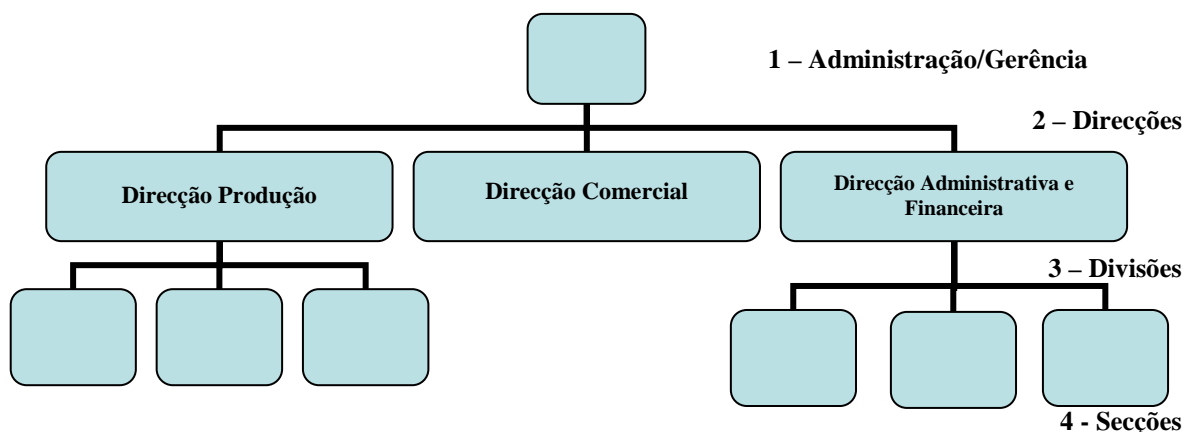 1 – Administração/Gerência
2 – Direcções
Direcção Produção
Direcção Comercial
Direcção Administrativa e
Financeira
3 – Divisões
4 - Secções